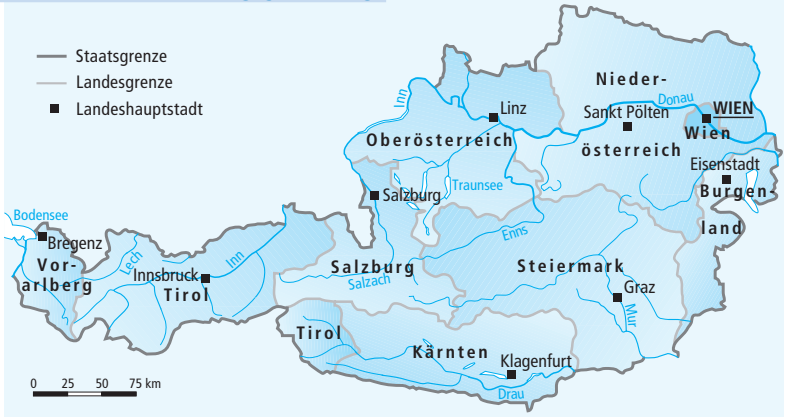 Staatsgrenze
Landesgrenze
Landeshauptstadt
Nieder-
österreich
Donau
WIEN
Wien
Sankt Pölten
Linz
Inn
Oberösterreich
Eisenstadt
Burgen-
land
Traunsee
Salzburg
Bodensee
Bregenz
Vor-
arlberg
Lech
Innsbruck
Inn
Tirol
Salzburg
Salzach
Enns
Steiermark
Graz
Mur
Tirol
Kärnten
Klagenfurt
Drau
0 25 50 75 km